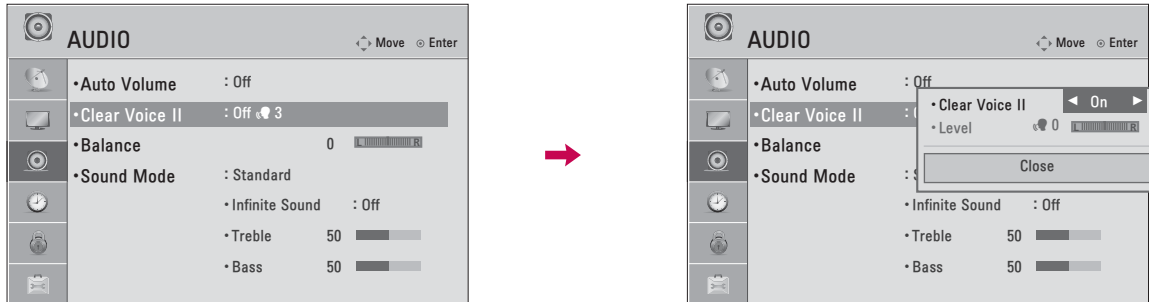 AUDIO
Move Enter
•Auto Volume : Off
•Clear Voice II : Off 3
•Balance 0 L R
•Sound Mode : Standard
•Infinite Sound : Off
•Treble 50
•Bass 50
AUDIO
Move Enter
•Auto Volume : Off
•Clear Voice II :
•Balance
•Sound Mode :
•Clear Voice II ◄ On ►
•Level 0 L R
Close
•Infinite Sound : Off
•Treble 50
•Bass 50